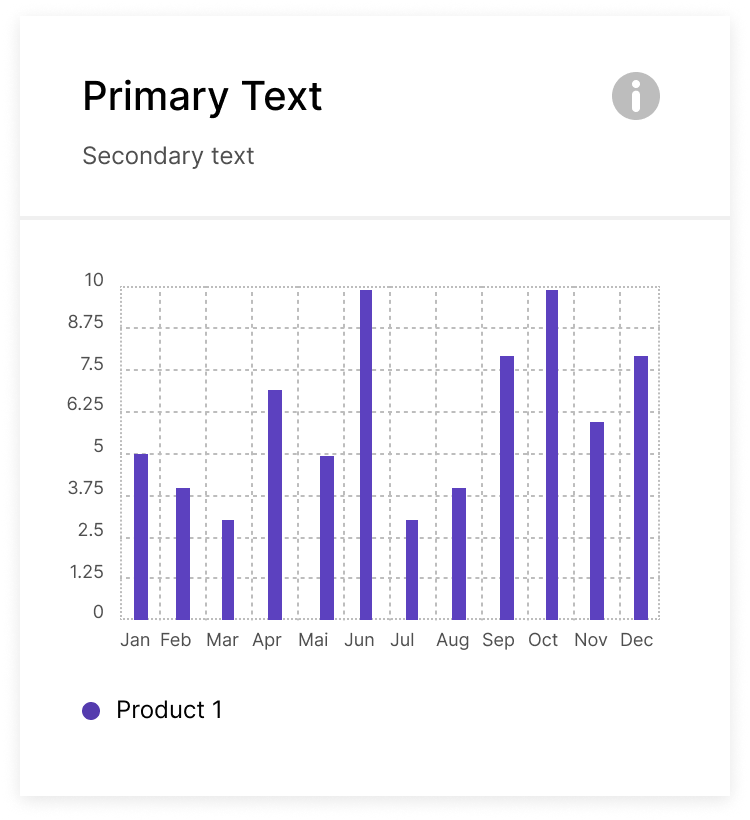 Primary Text
Secondary text
10
8.75
7.5
6.25
5
3.75
2.5
1.25
0
Jan Feb Mar Apr Mai Jun Jul Aug Sep Oct Nov Dec
Product 1